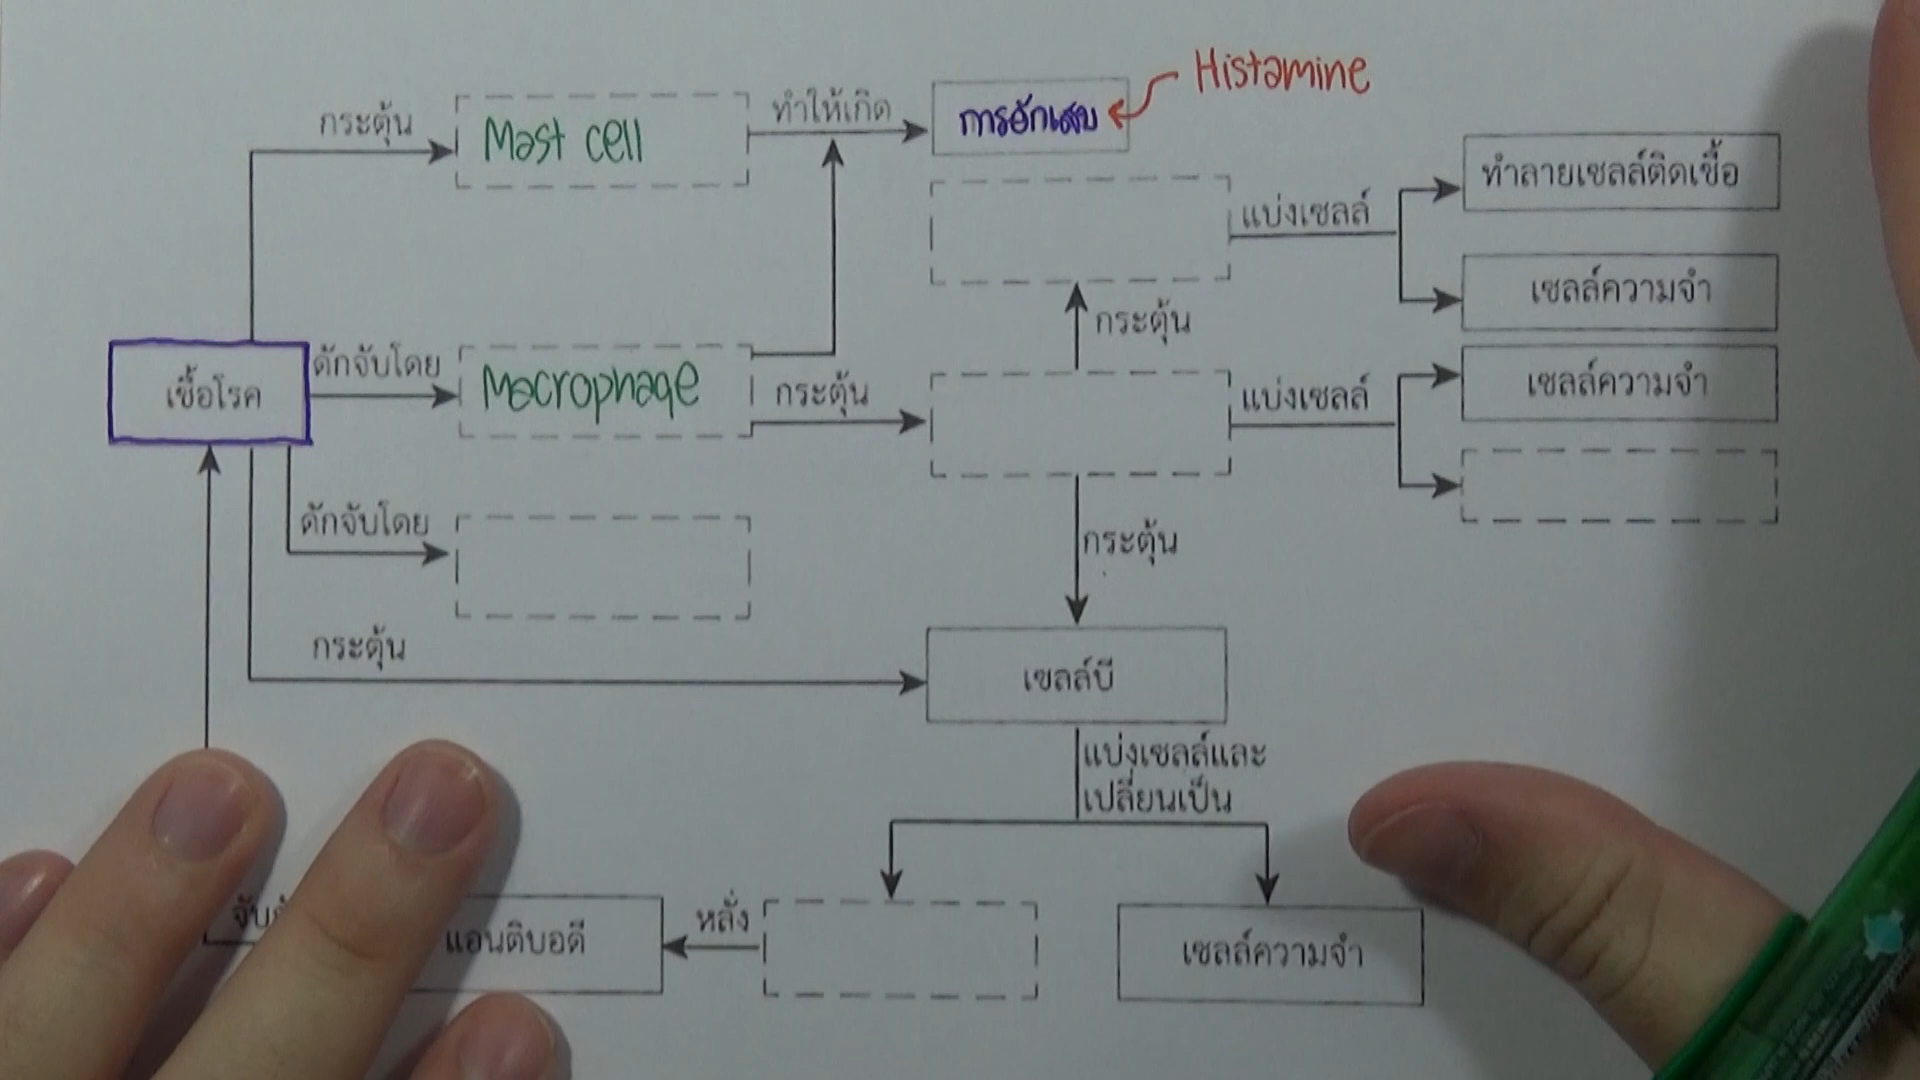 Histamine
กระตุ้น
Mast cell
ทำให้เกิด
การอักเสบ
ทำลายเซลล์ติดเชื้อ
แบ่งเซลล์
เซลล์ความจำ
กระตุ้น
เชื้อโรค
ดักจับโดย
Macrophage
กระตุ้น
แบ่งเซลล์
เซลล์ความจำ
ดักจับโดย
กระตุ้น
กระตุ้น
เซลล์บี
แบ่งเซลล์และ
เปลี่ยนเป็น
แอนติบอดี
หลั่ง
เซลล์ความจำ